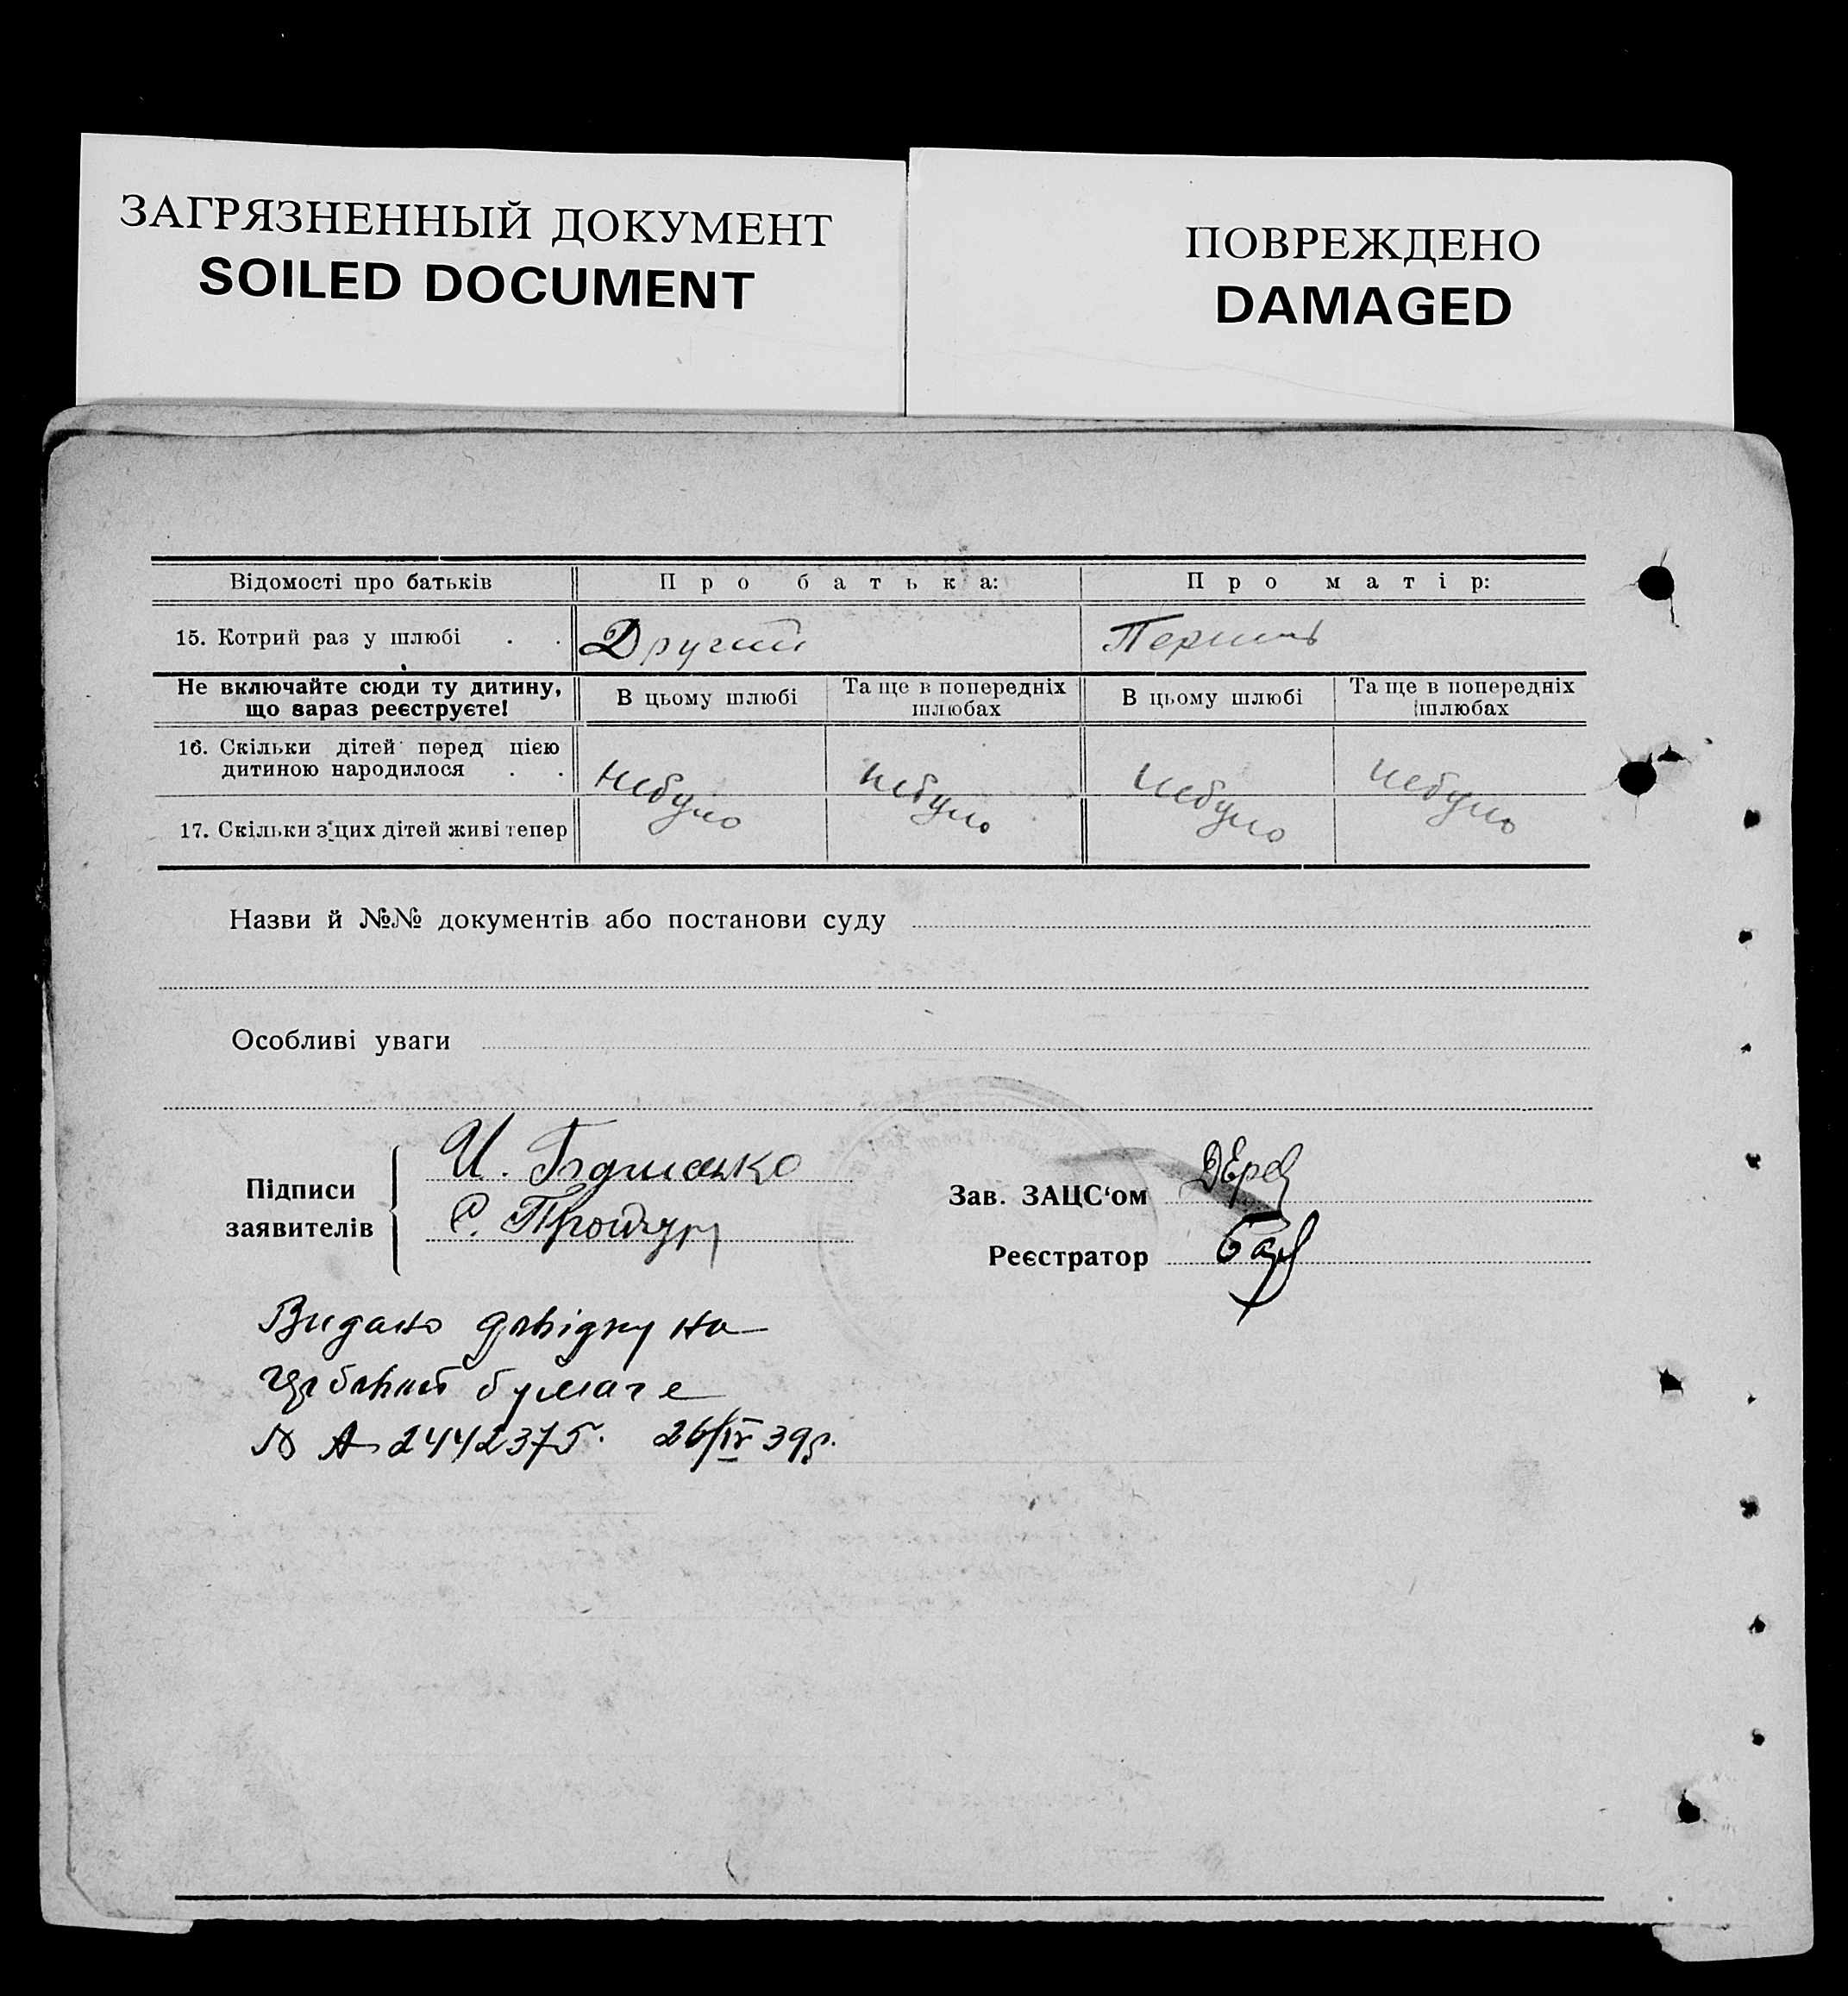 ЗАГРЯЗНЕННЫЙ ДОКУМЕНТ
SOILED DOCUMENT
ПОВРЕЖДЕНО
DAMAGED
Відомості про батьків Про батька: Про матір:
15. Котрий раз у шлюбі . . Другий Перший
Не включайте сюди ту дитину, що зараз реєструєте! В цьому шлюбі Та ще в попередніх шлюбах В цьому шлюбі Та ще в попередніх шлюбах
16. Скільки дітей перед цією
дитиною народилося . . Небуло Небуло Небуло Небуло
17. Скільки з цих дітей живі тепер
Назви й №№ документів або постанови суду
Особливі уваги
Підписи
заявителів
И.
С.
Зав. ЗАЦС'ом
Реєстратор
Видано довідку на
гербовий бумаге
№ А 2442375. 26/IV 39р.